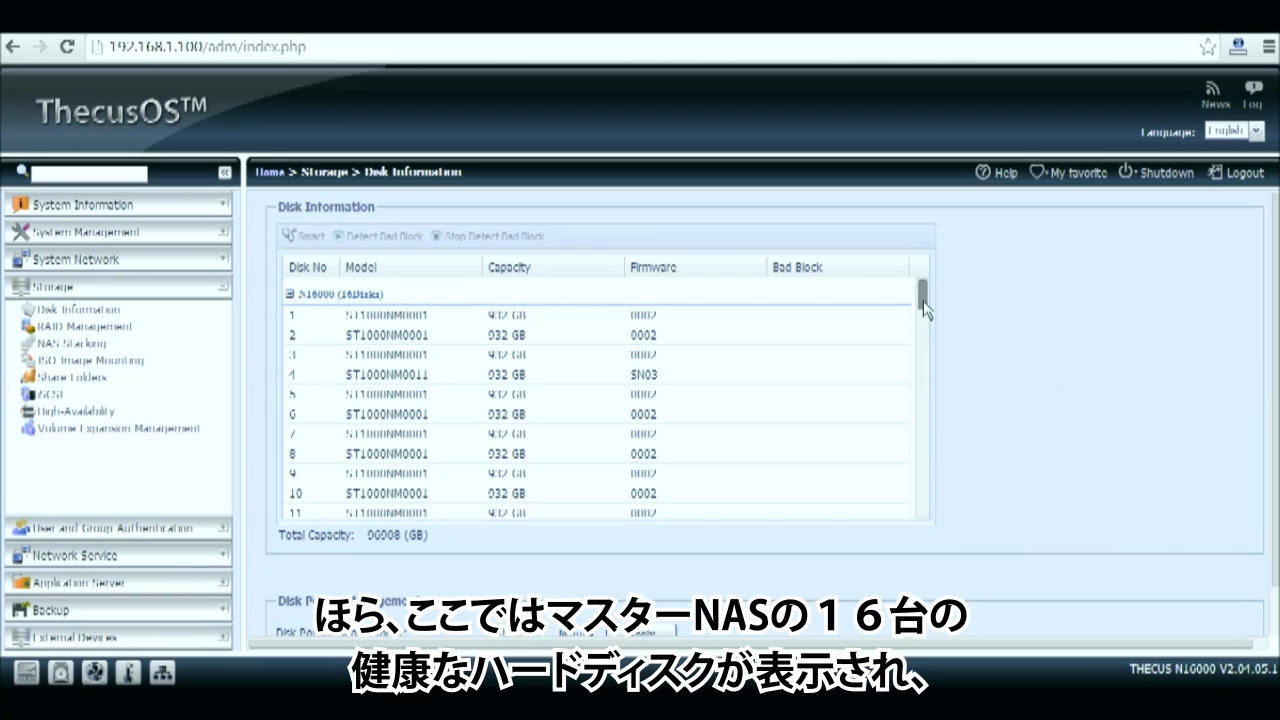 192.168.1.100/adm/index.php
ThecusOS™
News Log
Language: English
Home > Storage > Disk Information
Help My favorite Shutdown Logout
System Information
System Management
System Network
Storage
Disk Information
RAID Management
NAS Stacking
ISO Image Mounting
Share Folders
iSCSI
High-Availability
Volume Expansion Management
User and Group Authentication
Network Service
Application Server
Backup
External Devices
Disk Information
Smart Detect Bad Block Stop Detect Bad Block
Disk No Model Capacity Firmware Bad Block
N16000 (16Disks)
1 ST1000NM0001 932 GB 0002
2 ST1000NM0001 932 GB 0002
3 ST1000NM0001 932 GB 0002
4 ST1000NM0011 932 GB SN03
5 ST1000NM0001 932 GB 0002
6 ST1000NM0001 932 GB 0002
7 ST1000NM0001 932 GB 0002
8 ST1000NM0001 932 GB 0002
9 ST1000NM0001 932 GB 0002
10 ST1000NM0001 932 GB 0002
11 ST1000NM0001 932 GB 0002
Total Capacity: (GB)
ほら、ここではマスターNASの１６台の
健康なハードディスクが表示され、
THECUS N16000 V2.04.05.1